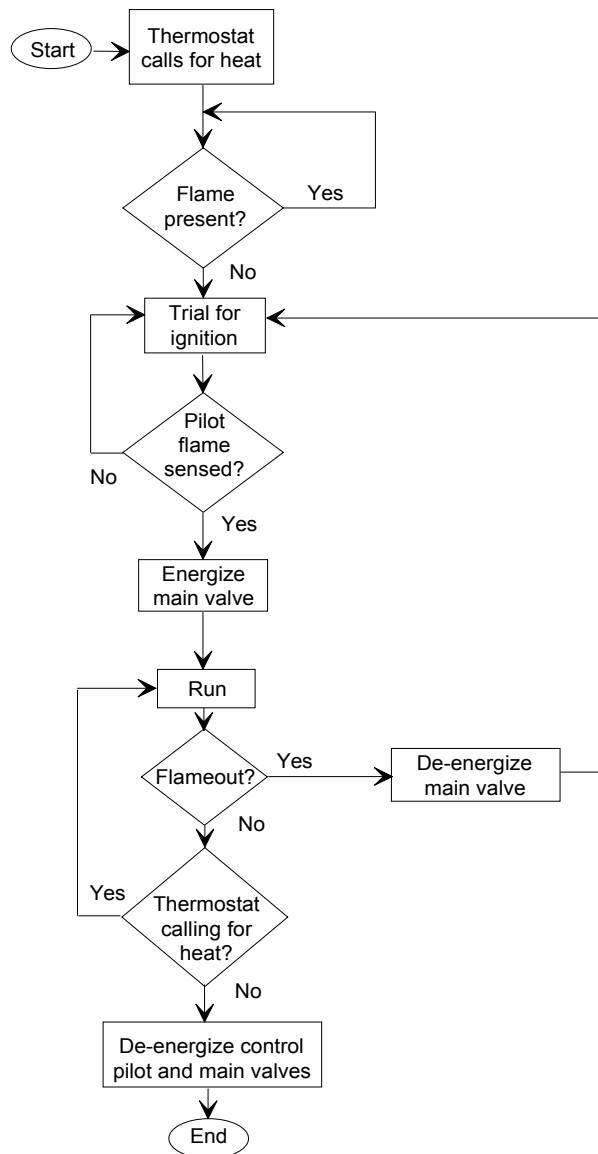 Start
Thermostat
calls for heat
Flame
present?
Yes
No
Trial for
ignition
Pilot
flame
sensed?
No
Yes
Energize
main valve
Run
Flameout?
Yes
De-energize
main valve
No
Yes
Thermostat
calling for
heat?
No
De-energize control
pilot and main valves
End